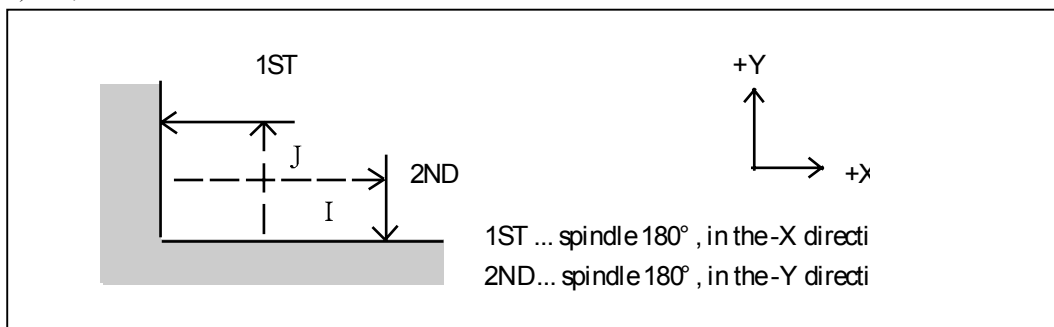 1ST
+Y
J
2ND
+X
I
1ST ... spindle 180° , in the -X directi
2ND... spindle 180° , in the -Y directi